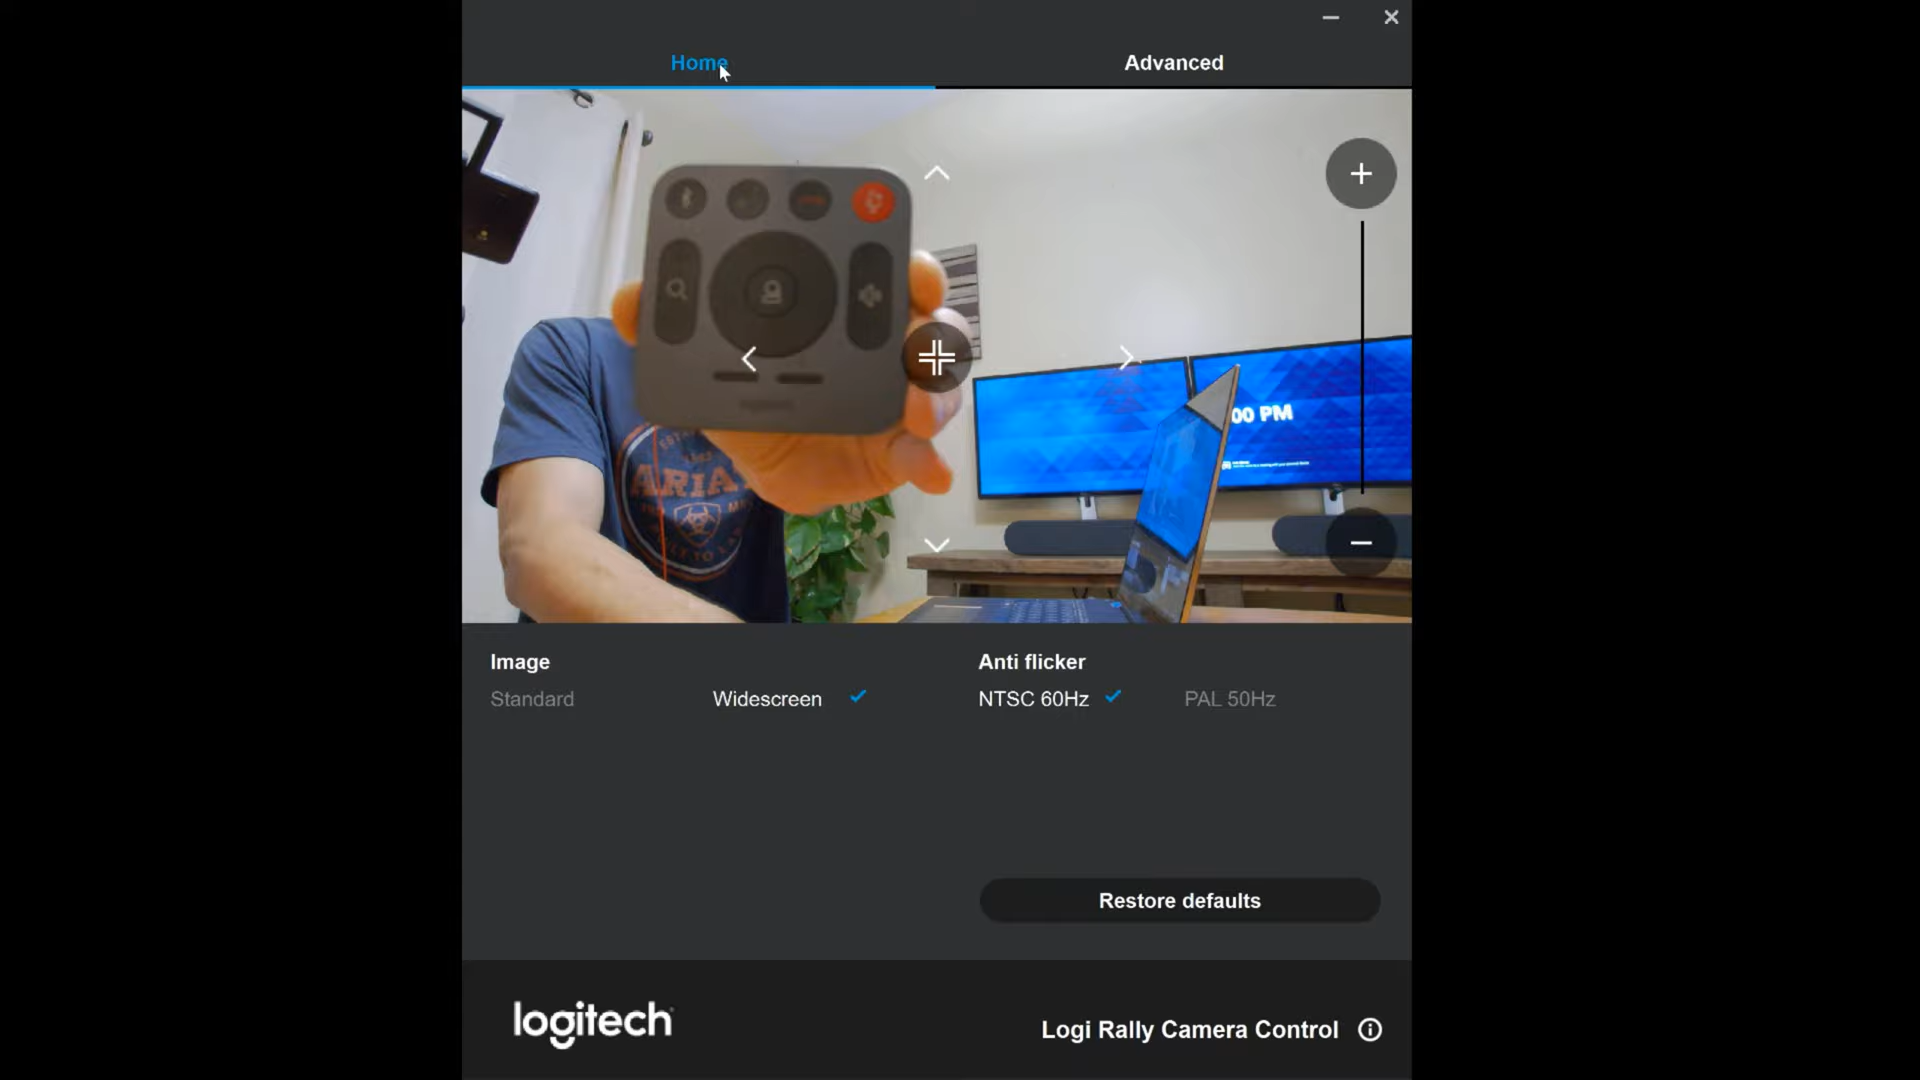 Home
Advanced
ARIA
00 PM
Image
Anti flicker
Standard
Widescreen
NTSC 60Hz
PAL 50Hz
Restore defaults
logitech
Logi Rally Camera Control